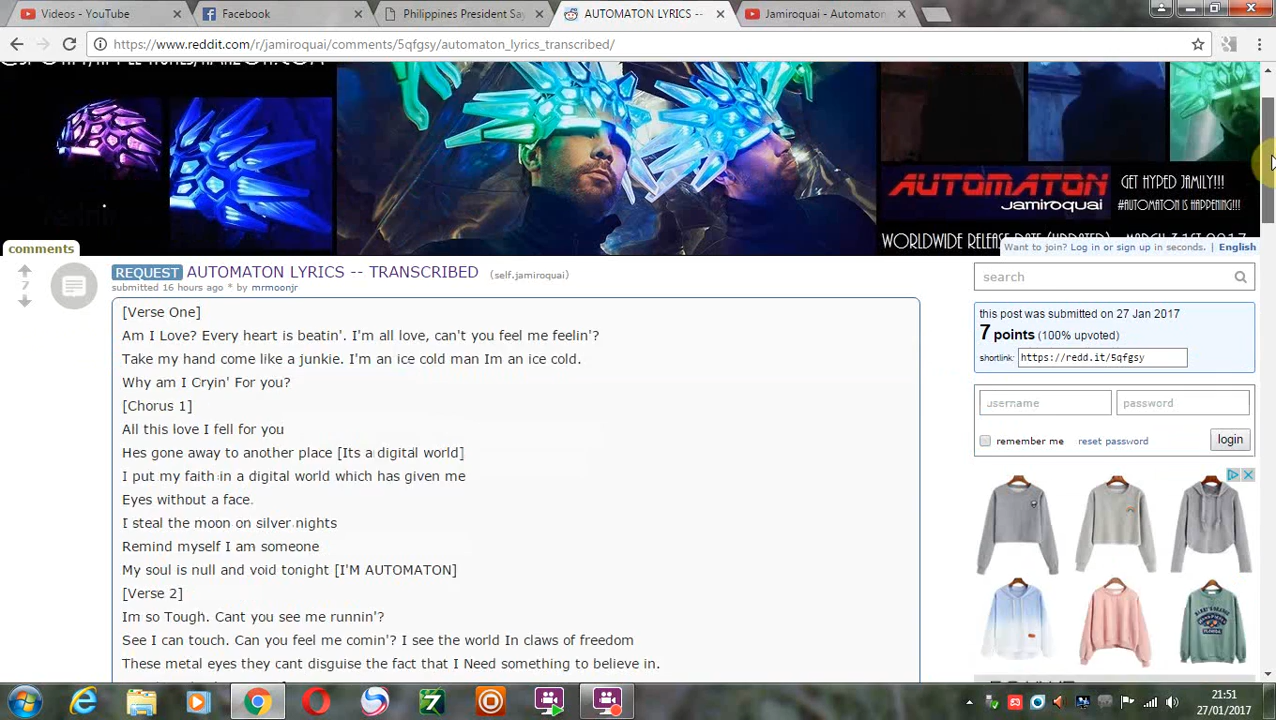 Videos - YouTube
Facebook
Philippines President Say
AUTOMATON LYRICS --
Jamiroquai - Automaton
https://www.reddit.com/r/jamiroquai/comments/5qfgsy/automaton_lyrics_transcribed/
AUTOMATON
Jamiroquai
GET HYPED JAMILY!!!
#AUTOMATON IS HAPPENING!!!
WORLDWIDE RELEASE DATE (UPDATED)
comments
Want to join? Log in or sign up in seconds. | English
7
REQUEST AUTOMATON LYRICS -- TRANSCRIBED (self.jamiroquai)
submitted 16 hours ago * by mrmoonjr
[Verse One]
Am I Love? Every heart is beatin'. I'm all love, can't you feel me feelin'?
Take my hand come like a junkie. I'm an ice cold man Im an ice cold.
Why am I Cryin' For you?
[Chorus 1]
All this love I fell for you
Hes gone away to another place [Its a digital world]
I put my faith in a digital world which has given me
Eyes without a face.
I steal the moon on silver nights
Remind myself I am someone
My soul is null and void tonight [I'M AUTOMATON]
[Verse 2]
Im so Tough. Cant you see me runnin'?
See I can touch. Can you feel me comin'? I see the world In claws of freedom
These metal eyes they cant disguise the fact that I Need something to believe in.
search
this post was submitted on 27 Jan 2017
7 points (100% upvoted)
shortlink: https://redd.it/5qfgsy
username
password
remember me
reset password
login
21:51
27/01/2017